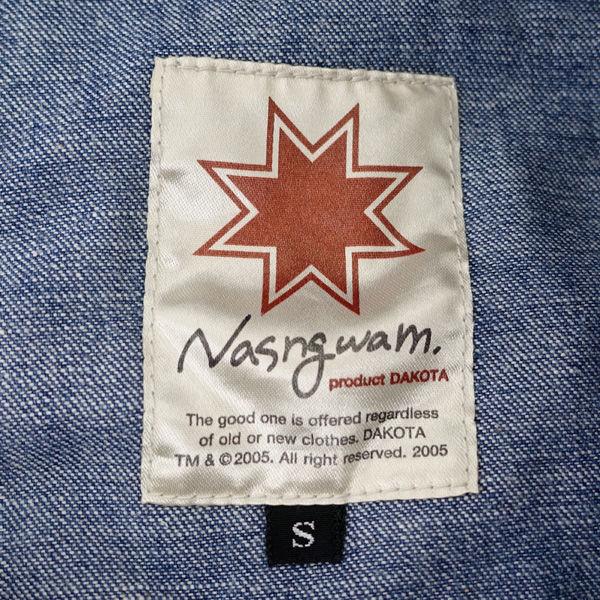 Nasngwam.
product DAKOTA
The good one is offered regardless
of old or new clothes. DAKOTA
TM & ©2005. All right reserved. 2005
S